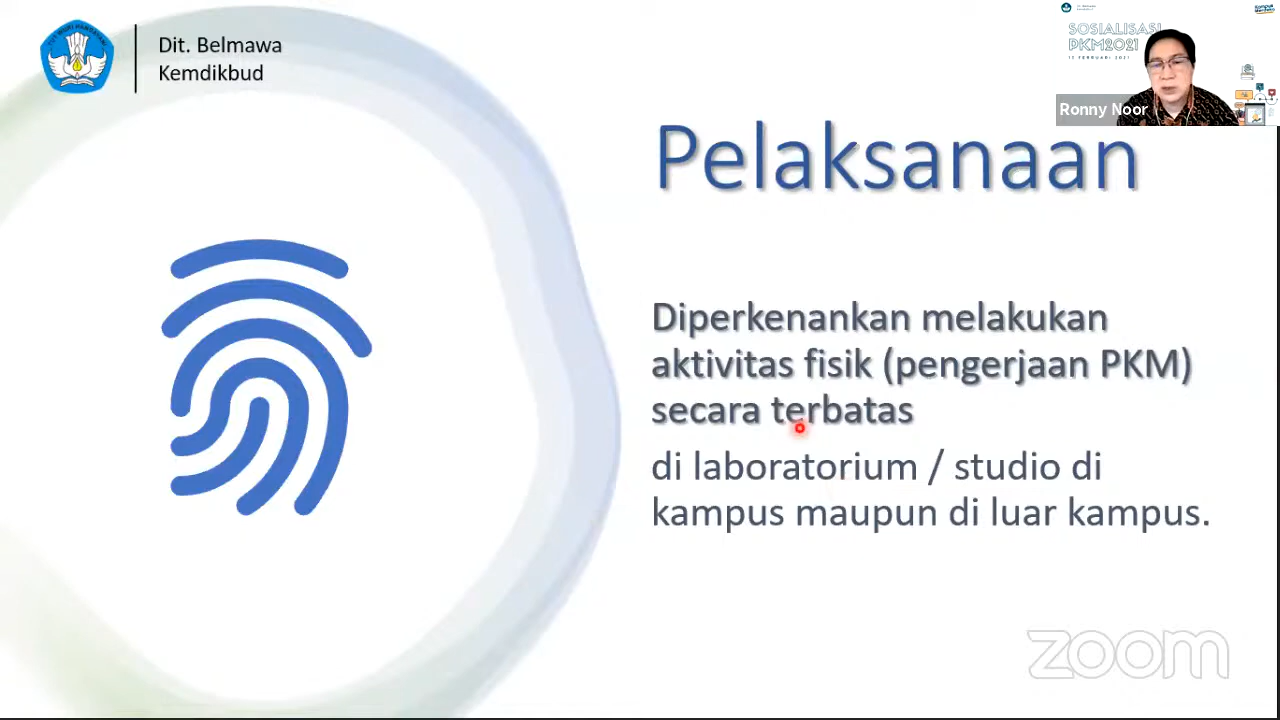 Dit. Belmawa
Kemdikbud
SOSIALISASI
PKM2021
Ronny Noor
Pelaksanaan
Diperkenankan melakukan
aktivitas fisik (pengerjaan PKM)
secara terbatas
di laboratorium / studio di
kampus maupun di luar kampus.
zoom